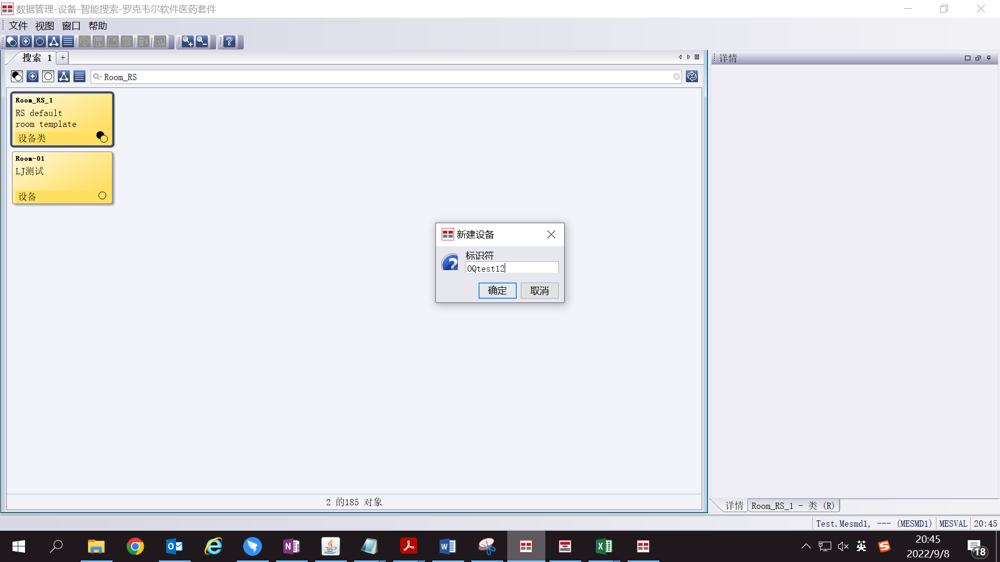 数据管理-设备-智能搜索-罗克韦尔软件医药套件
文件 视图 窗口 帮助
搜索 1 +
详情
Room_RS
Room_RS_1
RS default
room template
设备类
Room-01
LJ测试
设备
新建设备
标识符
OQtest12
确定 取消
2 的185 对象
详情 Room_RS_1 - 类 (R)
Test.Mesmd1, --- (MESMD1) MESVAL 20:45
英 20:45
2022/9/8
18